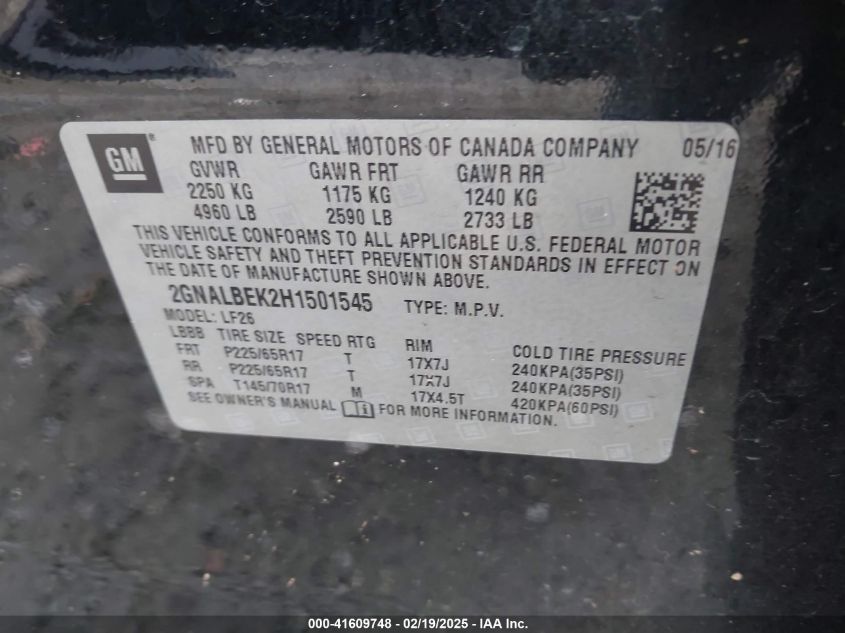 GM
MFD BY GENERAL MOTORS OF CANADA COMPANY 05/16
GVWR GAWR FRT GAWR RR
2250 KG 1175 KG 1240 KG
4960 LB 2590 LB 2733 LB
THIS VEHICLE CONFORMS TO ALL APPLICABLE U.S. FEDERAL MOTOR
VEHICLE SAFETY AND THEFT PREVENTION STANDARDS IN EFFECT ON
THE DATE OF MANUFACTURE SHOWN ABOVE.
2GNALBEK2H1501545 TYPE: M.P.V.
MODEL: LF26
LBBB TIRE SIZE SPEED RTG RIM COLD TIRE PRESSURE
FRT P225/65R17 T 17X7J 240KPA(35PSI)
RR P225/65R17 T 17X7J 240KPA(35PSI)
SPA T145/70R17 M 17X4.5T 420KPA(60PSI)
SEE OWNER'S MANUAL FOR MORE INFORMATION.
000-41609748 - 02/19/2025 - IAA Inc.